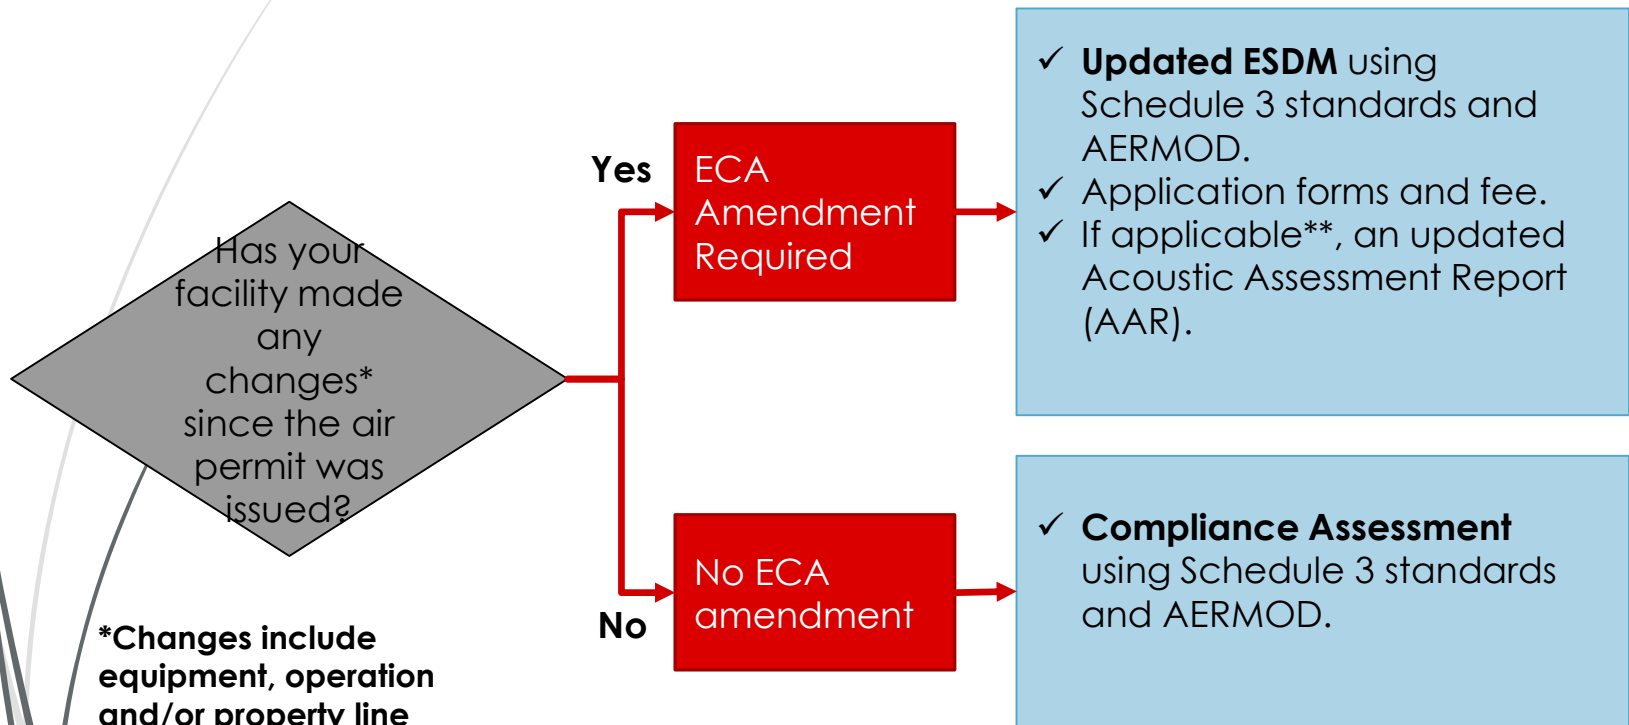 Has your
facility made
any
changes*
since the air
permit was
issued?
Yes
ECA
Amendment
Required
✓ Updated ESDM using
Schedule 3 standards and
AERMOD.
✓ Application forms and fee.
✓ If applicable**, an updated
Acoustic Assessment Report
(AAR).
No
No ECA
amendment
✓ Compliance Assessment
using Schedule 3 standards
and AERMOD.
*Changes include
equipment, operation
and/or property line